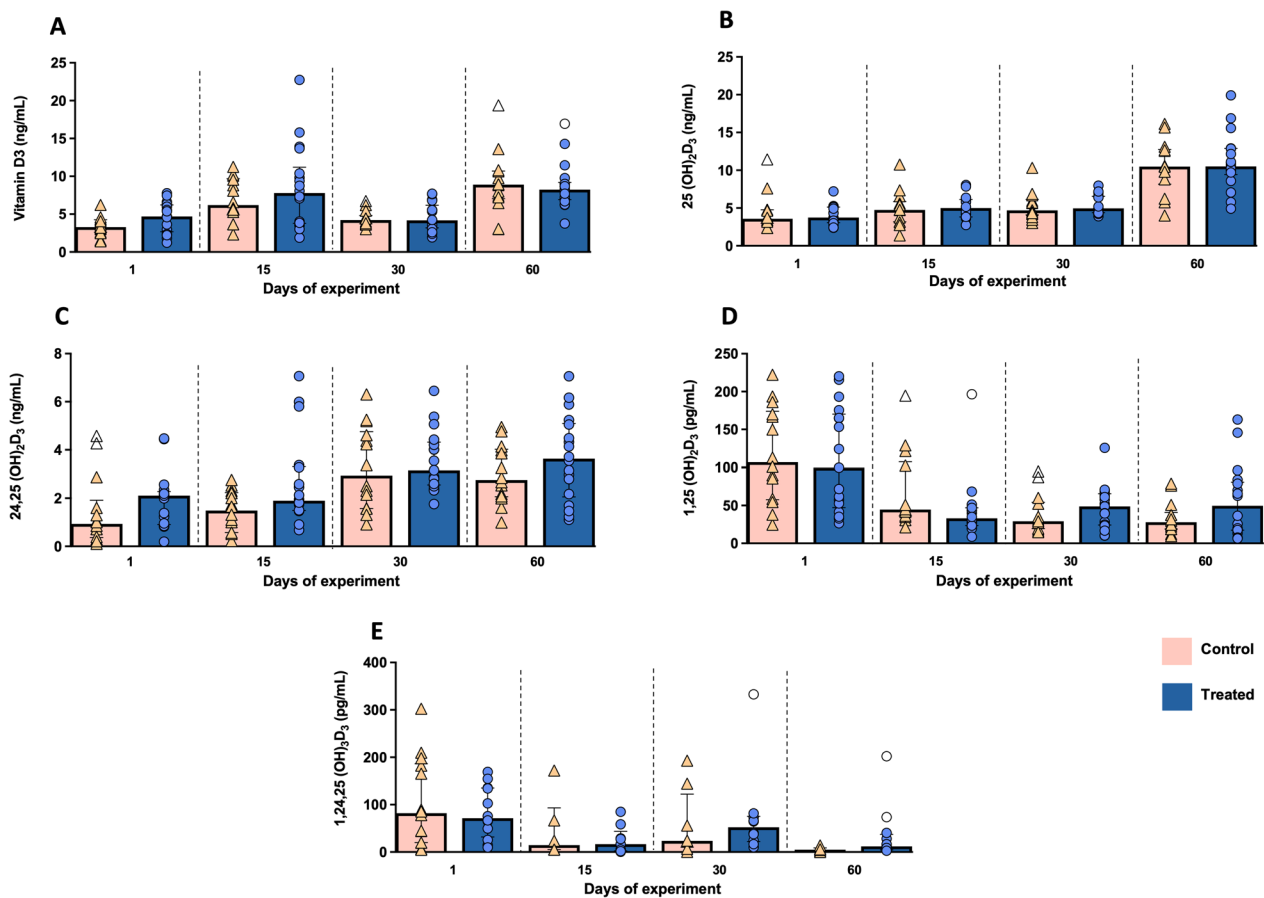 A
Vitamin D3 (ng/mL)
25
20
15
10
5
0
1 15 30 60
Days of experiment
B
25 (OH)₂D₃ (ng/mL)
25
20
15
10
5
0
1 15 30 60
Days of experiment
C
24,25 (OH)₂D₃ (ng/mL)
8
6
4
2
0
1 15 30 60
Days of experiment
D
1,25 (OH)₂D₃ (pg/mL)
250
200
150
100
50
0
1 15 30 60
Days of experiment
E
1,24,25 (OH)₃D₃ (pg/mL)
400
300
200
100
0
1 15 30 60
Days of experiment
Control
Treated